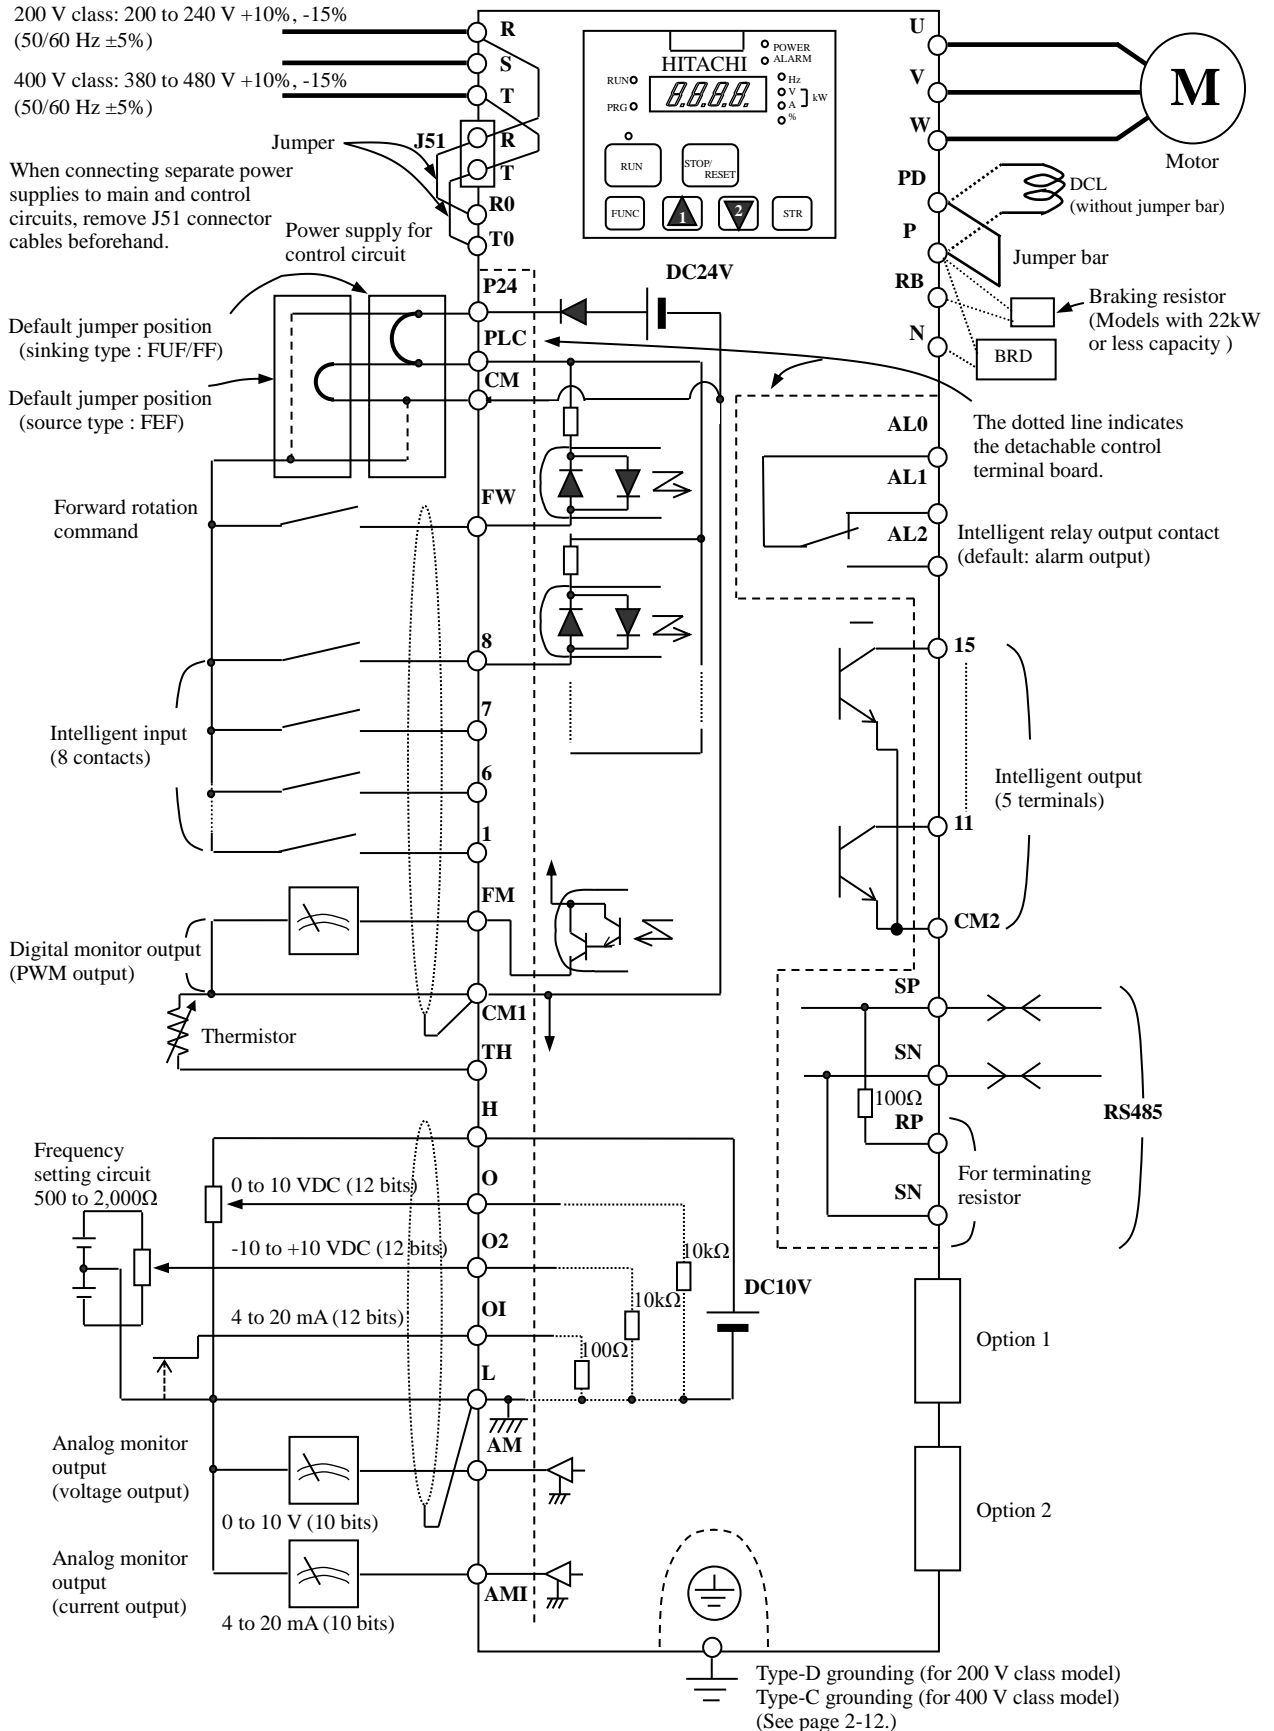 200 V class: 200 to 240 V +10%, -15%
(50/60 Hz ±5%)
400 V class: 380 to 480 V +10%, -15%
(50/60 Hz ±5%)
R
S
T
Jumper
J51
R
T
R0
T0
When connecting separate power
supplies to main and control
circuits, remove J51 connector
cables beforehand.
Power supply for
control circuit
HITACHI
POWER
ALARM
RUN
PRG
8.8.8.8.
Hz
V
A
kW
%
RUN
STOP/
RESET
FUNC
1
2
STR
U
V
W
M
Motor
PD
P
RB
N
DCL
(without jumper bar)
Jumper bar
Braking resistor
(Models with 22kW
or less capacity )
BRD
P24
PLC
CM
DC24V
Default jumper position
(sinking type : FUF/FF)
Default jumper position
(source type : FEF)
The dotted line indicates
the detachable control
terminal board.
AL0
AL1
AL2
Intelligent relay output contact
(default: alarm output)
Forward rotation
command
FW
8
7
6
1
Intelligent input
(8 contacts)
15
11
CM2
Intelligent output
(5 terminals)
FM
Digital monitor output
(PWM output)
CM1
Thermistor
TH
SP
SN
100Ω
RP
SN
RS485
For terminating
resistor
H
Frequency
setting circuit
500 to 2,000Ω
0 to 10 VDC (12 bits)
O
-10 to +10 VDC (12 bits)
O2
4 to 20 mA (12 bits)
OI
L
10kΩ
10kΩ
100Ω
DC10V
Option 1
Option 2
AM
Analog monitor
output
(voltage output)
0 to 10 V (10 bits)
Analog monitor
output
(current output)
4 to 20 mA (10 bits)
AMI
Type-D grounding (for 200 V class model)
Type-C grounding (for 400 V class model)
(See page 2-12.)